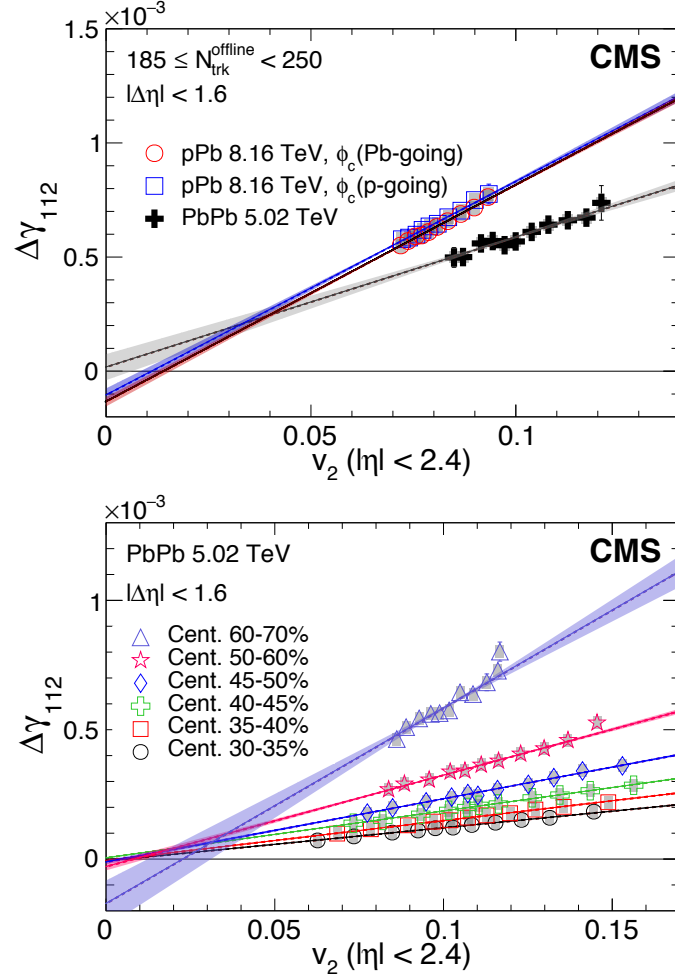 ×10⁻³
1.5
185 ≤ N_trk^offline < 250
CMS
|Δη| < 1.6
1
pPb 8.16 TeV, ϕ_c(Pb-going)
pPb 8.16 TeV, ϕ_c(p-going)
PbPb 5.02 TeV
Δγ₁₁₂
0.5
0
0 0.05 0.1
v₂ (|η| < 2.4)
×10⁻³
PbPb 5.02 TeV
CMS
|Δη| < 1.6
1
Cent. 60-70%
Cent. 50-60%
Cent. 45-50%
Cent. 40-45%
Cent. 35-40%
Cent. 30-35%
Δγ₁₁₂
0.5
0
0 0.05 0.1 0.15
v₂ (|η| < 2.4)